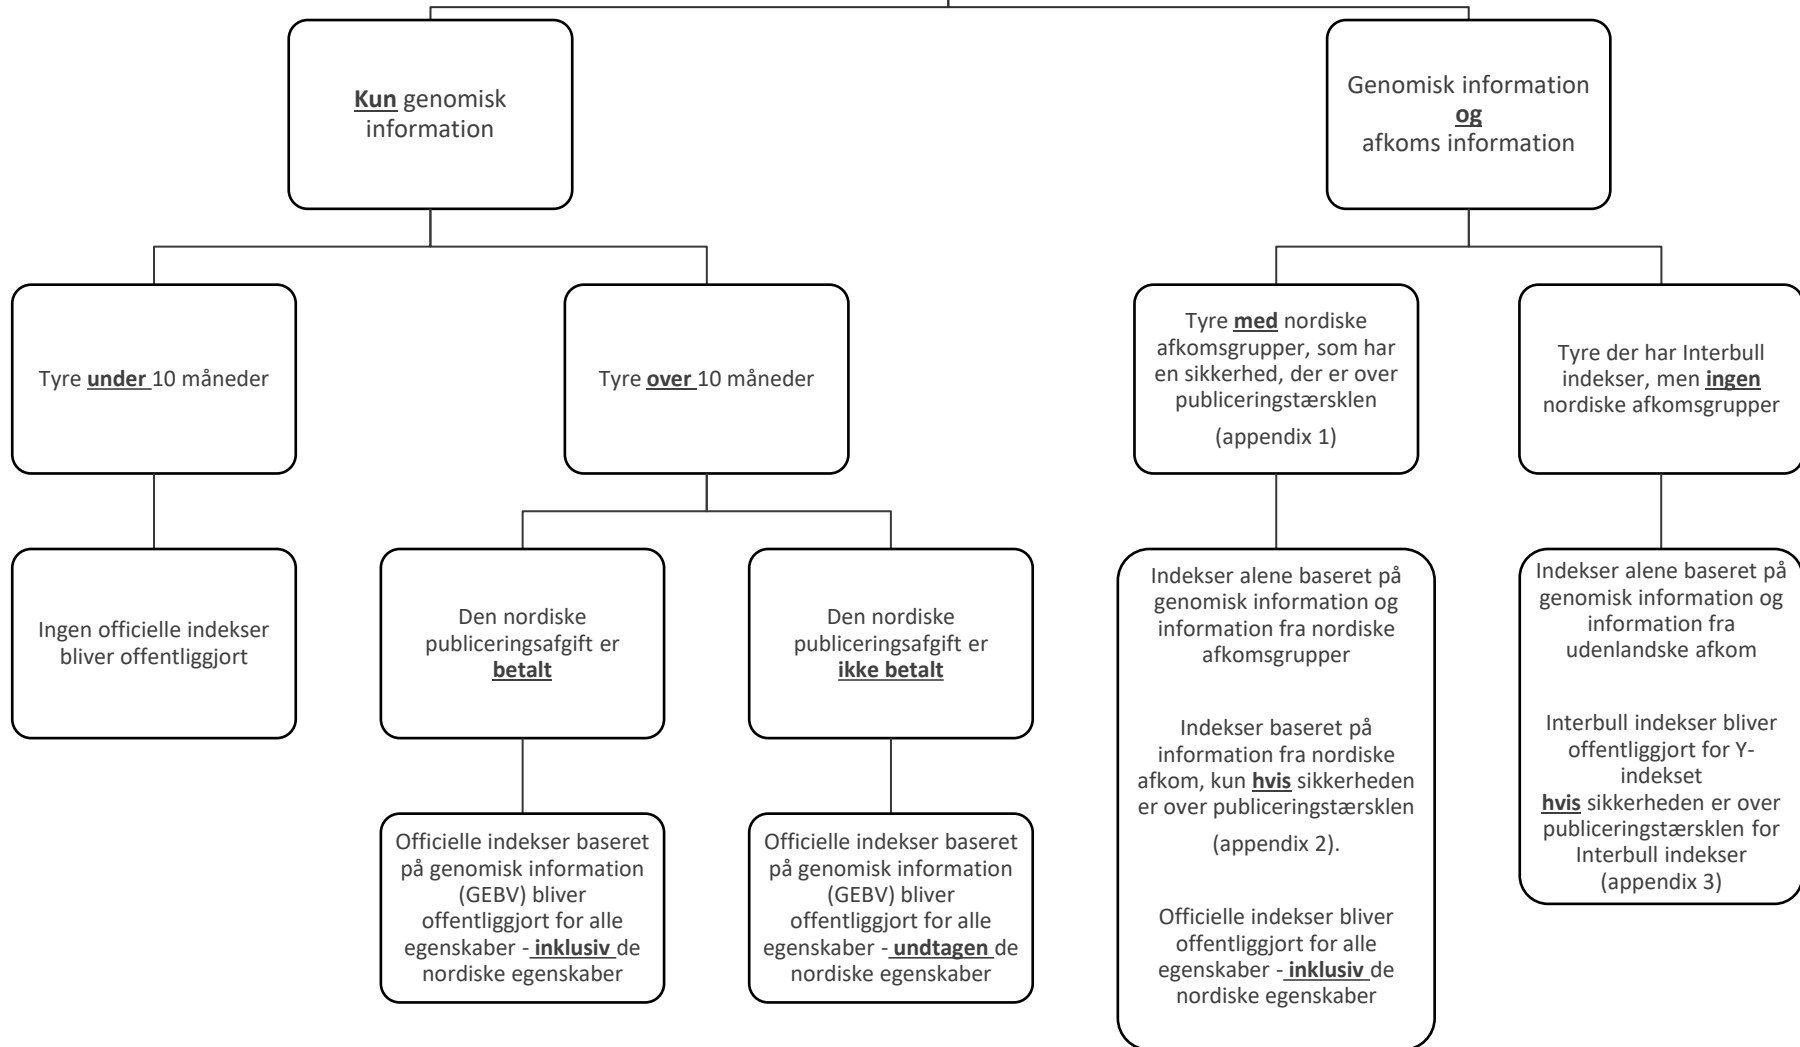 Kun genomisk
information
Genomisk information
og
afkoms information
Tyre under 10 måneder
Tyre over 10 måneder
Tyre med nordiske
afkomsgrupper, som har
en sikkerhed, der er over
publiceringstærsklen
(appendix 1)
Tyre der har Interbull
indekser, men ingen
nordiske afkomsgrupper
Ingen officielle indekser
bliver offentliggjort
Den nordiske
publiceringsafgift er
betalt
Den nordiske
publiceringsafgift er
ikke betalt
Indekser alene baseret på
genomisk information og
information fra nordiske
afkomsgrupper
Indekser baseret på
information fra nordiske
afkom, kun hvis sikkerheden
er over publiceringstærsklen
(appendix 2).
Officielle indekser bliver
offentliggjort for alle
egenskaber - inklusiv de
nordiske egenskaber
Indekser alene baseret på
genomisk information og
information fra
udenlandske afkom
Interbull indekser bliver
offentliggjort for Y-
indekset
hvis sikkerheden er over
publiceringstærsklen for
Interbull indekser
(appendix 3)
Officielle indekser baseret
på genomisk information
(GEBV) bliver
offentliggjort for alle
egenskaber - inklusiv de
nordiske egenskaber
Officielle indekser baseret
på genomisk information
(GEBV) bliver
offentliggjort for alle
egenskaber - undtagen de
nordiske egenskaber